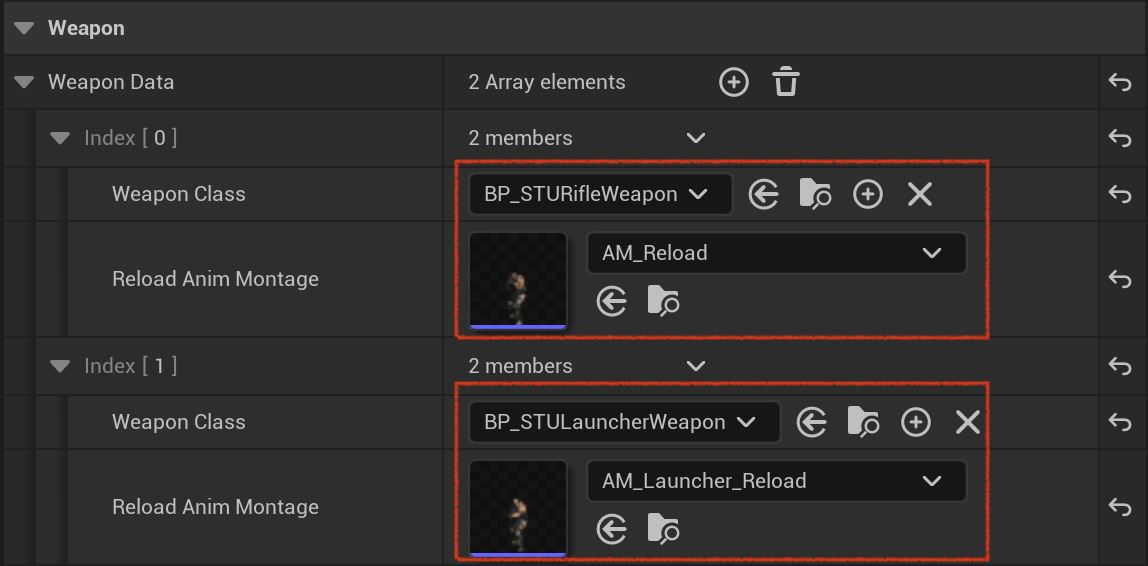 Weapon
Weapon Data 2 Array elements
Index [ 0 ] 2 members
Weapon Class BP_STURifleWeapon
Reload Anim Montage AM_Reload
Index [ 1 ] 2 members
Weapon Class BP_STULauncherWeapon
Reload Anim Montage AM_Launcher_Reload